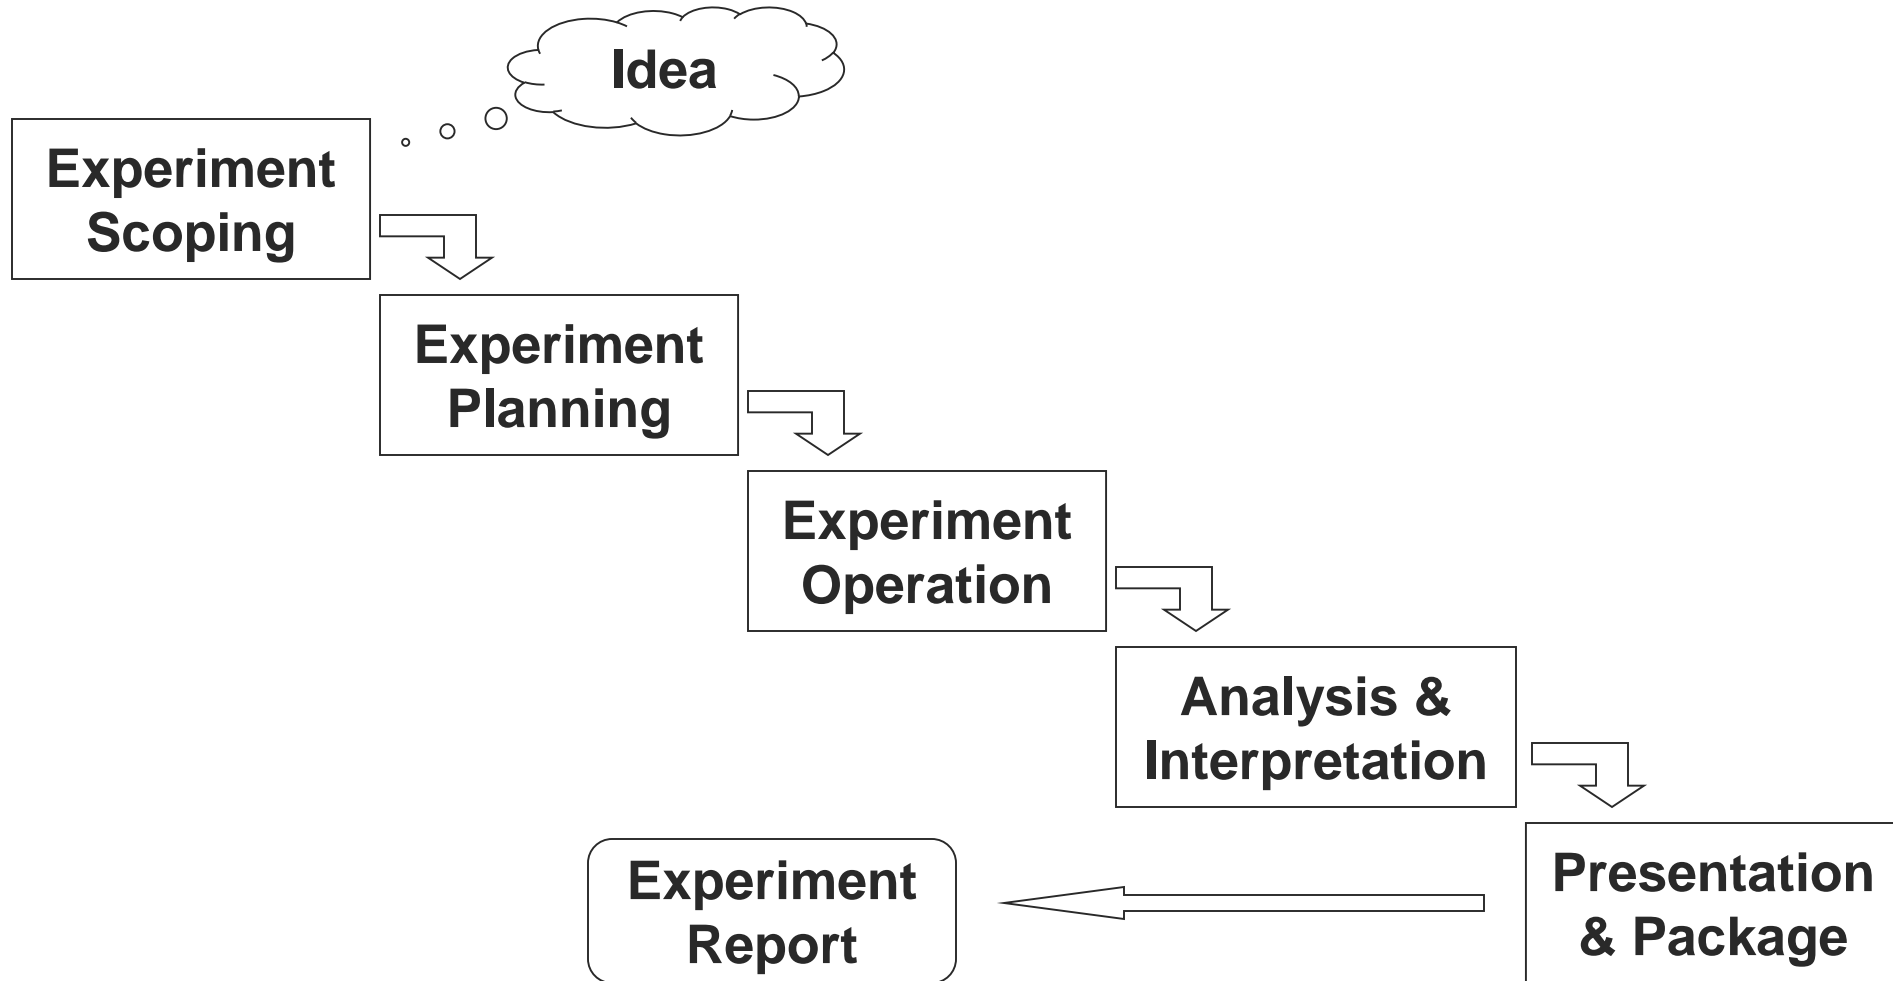 Idea
Experiment
Scoping
Experiment
Planning
Experiment
Operation
Analysis &
Interpretation
Presentation
& Package
Experiment
Report